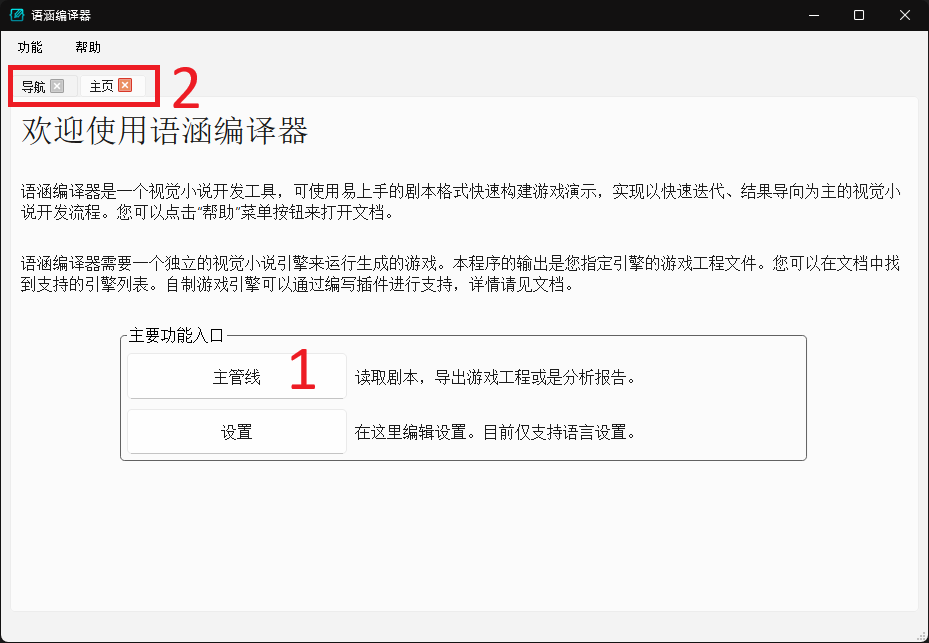 语涵编译器
功能 帮助
导航 主页 2
欢迎使用语涵编译器
语涵编译器是一个视觉小说开发工具，可使用易上手的剧本格式快速构建游戏演示，实现以快速迭代、结果导向为主的视觉小
说开发流程。您可以点击“帮助”菜单按钮来打开文档。
语涵编译器需要一个独立的视觉小说引擎来运行生成的游戏。本程序的输出是您指定引擎的游戏工程文件。您可以在文档中找
到支持的引擎列表。自制游戏引擎可以通过编写插件进行支持，详情请见文档。
主要功能入口
主管线 1 读取剧本，导出游戏工程或是分析报告。
设置 在这里编辑设置。目前仅支持语言设置。